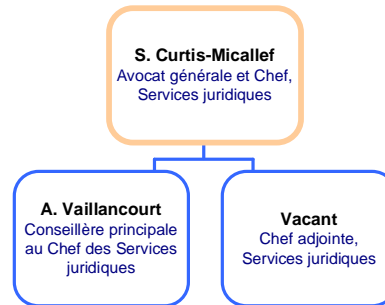 S. Curtis-Micallef
Avocat générale et Chef,
Services juridiques
A. Vaillancourt
Conseillère principale
au Chef des Services
juridiques
Vacant
Chef adjointe,
Services juridiques